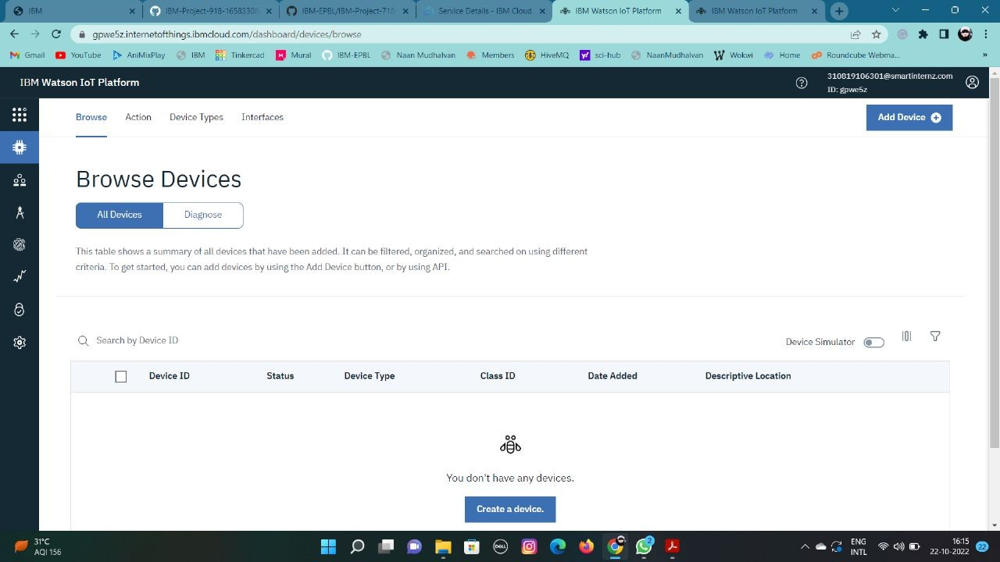 IBM
IBM-Project-918-16583308
IBM-EPBL/IBM-Project-718
Service Details - IBM Cloud
IBM Watson IoT Platform
IBM Watson IoT Platform
gpwe5z.internetofthings.ibmcloud.com/dashboard/devices/browse
Gmail
YouTube
AniMixPlay
IBM
Tinkercad
Mural
IBM-EPBL
Naan Mudhalvan
Members
HiveMQ
sci-hub
NaanMudhalvan
Wokwi
Home
Roundcube Webma...
IBM Watson IoT Platform
310819106301@smartinternz.com
ID: gpwe5z
Browse
Action
Device Types
Interfaces
Add Device
Browse Devices
All Devices
Diagnose
This table shows a summary of all devices that have been added. It can be filtered, organized, and searched on using different
criteria. To get started, you can add devices by using the Add Device button, or by using API.
Search by Device ID
Device Simulator
Device ID
Status
Device Type
Class ID
Date Added
Descriptive Location
You don't have any devices.
Create a device.
31°C
AQI 156
DELL
2
ENG
INTL
16:15
22-10-2022
22